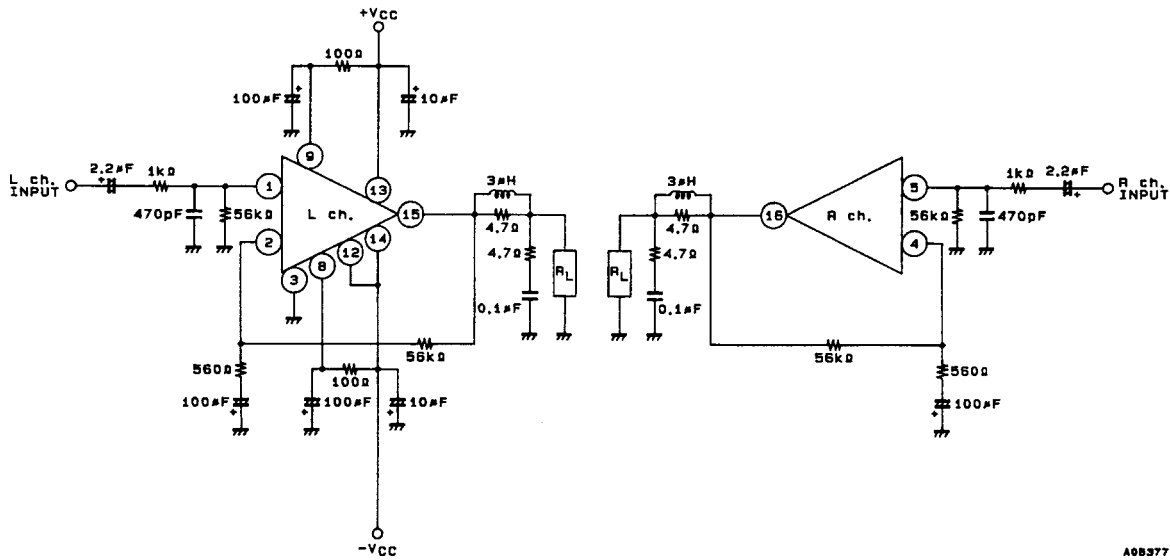 +VCC
100Ω
100µF
+
+
10µF
9
13
L ch.
INPUT
2.2µF
+
1kΩ
470pF
56kΩ
1
2
L ch.
15
14
12
8
3
3µH
4.7Ω
4.7Ω
0.1µF
RL
56kΩ
560Ω
100µF
+
100Ω
+
100µF
+
10µF
-VCC
3µH
4.7Ω
4.7Ω
0.1µF
RL
16
R ch.
5
4
56kΩ
1kΩ
2.2µF
+
470pF
R ch.
INPUT
56kΩ
560Ω
+
100µF
A05377